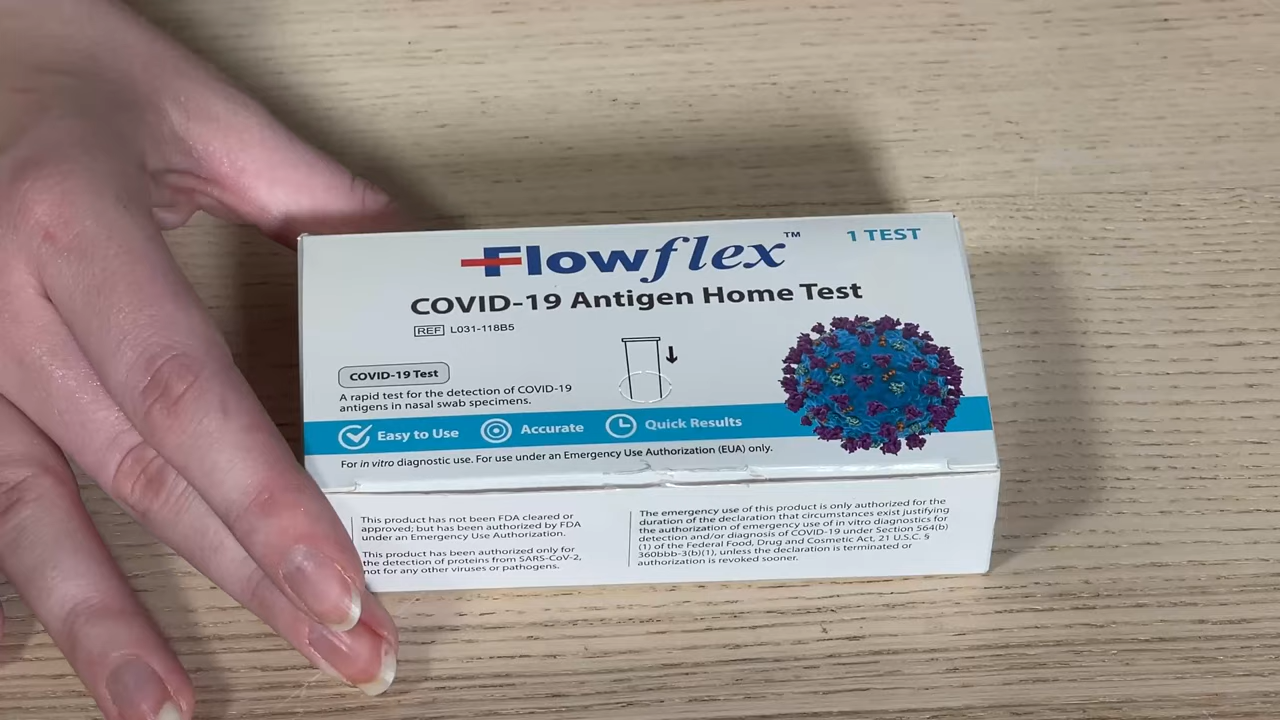 Flowflex™
1 TEST
COVID-19 Antigen Home Test
REF L031-118B5
COVID-19 Test
A rapid test for the detection of COVID-19
antigens in nasal swab specimens.
Easy to Use
Accurate
Quick Results
For in vitro diagnostic use. For use under an Emergency Use Authorization (EUA) only.
This product has not been FDA cleared or
approved; but has been authorized by FDA
under an Emergency Use Authorization.
This product has been authorized only for
the detection of proteins from SARS-CoV-2,
not for any other viruses or pathogens.
The emergency use of this product is only authorized for the
duration of the declaration that circumstances exist justifying
the authorization of emergency use of in vitro diagnostics for
detection and/or diagnosis of COVID-19 under Section 564(b)
(1) of the Federal Food, Drug and Cosmetic Act, 21 U.S.C. §
360bbb-3(b)(1), unless the declaration is terminated or
authorization is revoked sooner.